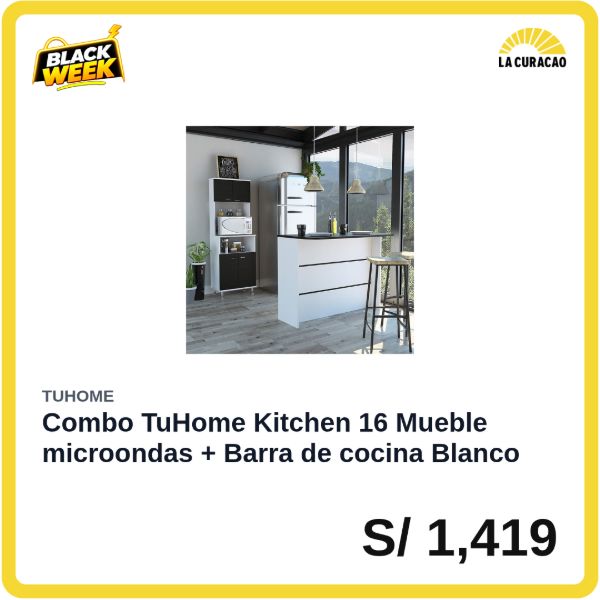 BLACK
WEEK
LA CURACAO
TUHOME
Combo TuHome Kitchen 16 Mueble
microondas + Barra de cocina Blanco
S/ 1,419